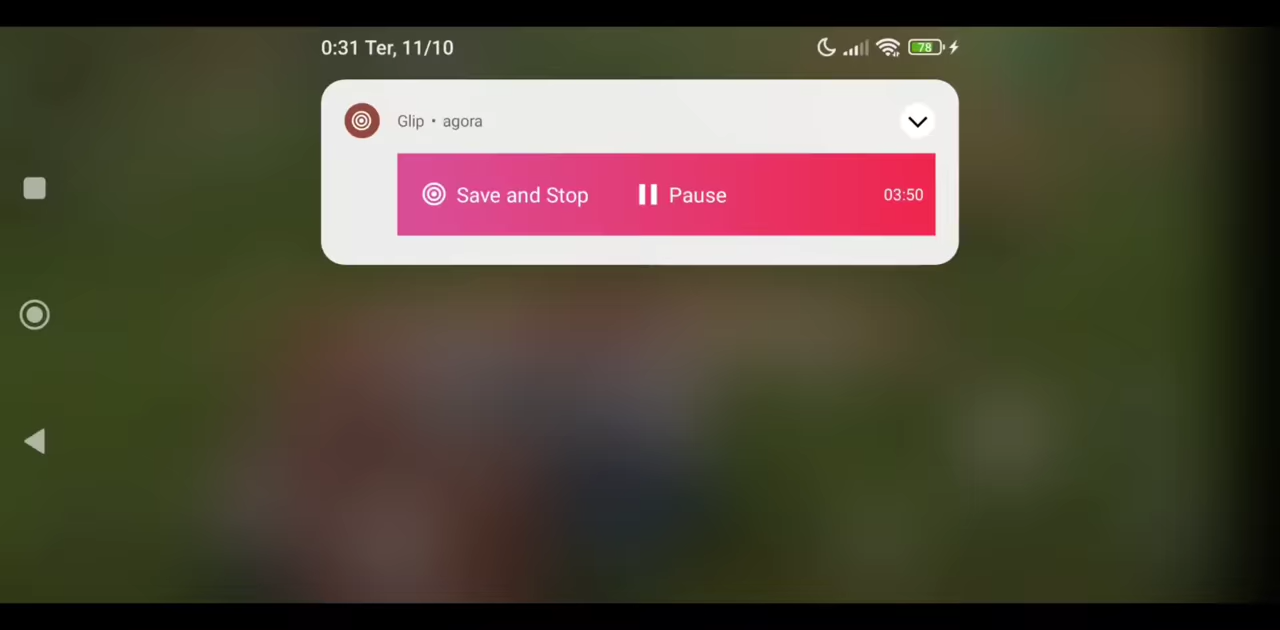 0:31 Ter, 11/10
78
Glip • agora
Save and Stop
Pause
03:50